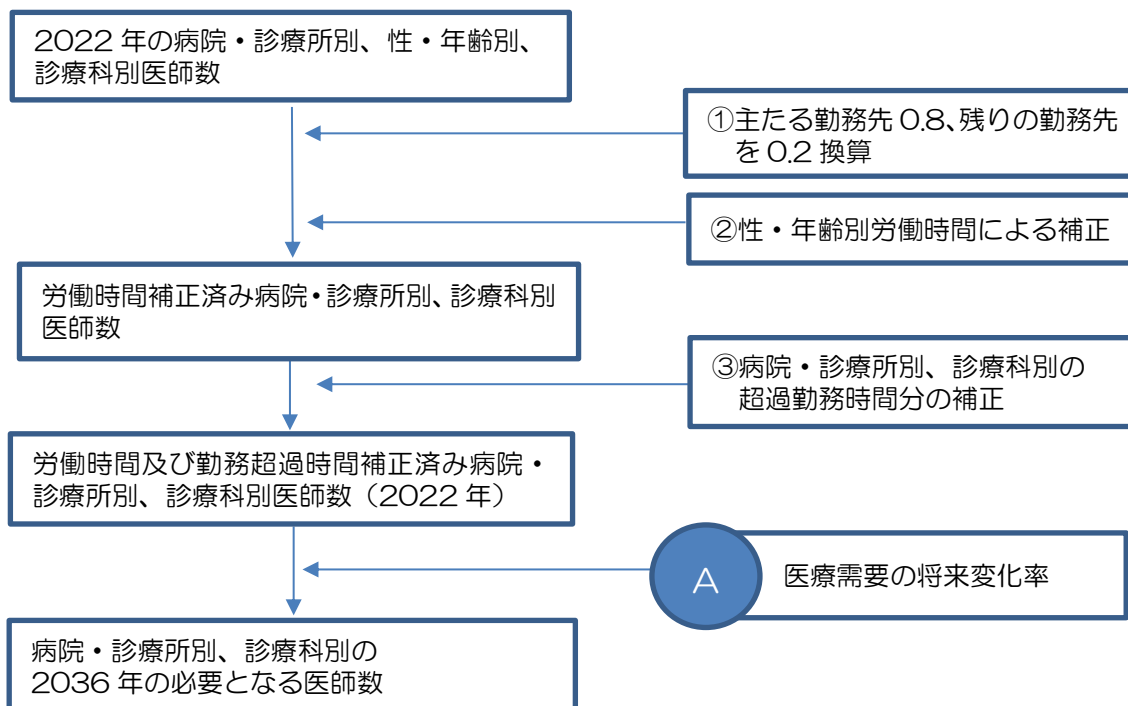 2022 年の病院・診療所別、性・年齢別、
診療科別医師数
①主たる勤務先 0.8、残りの勤務先
を 0.2 換算
②性・年齢別労働時間による補正
労働時間補正済み病院・診療所別、診療科別
医師数
③病院・診療所別、診療科別の
超過勤務時間分の補正
労働時間及び勤務超過時間補正済み病院・
診療所別、診療科別医師数（2022 年）
A
医療需要の将来変化率
病院・診療所別、診療科別の
2036 年の必要となる医師数